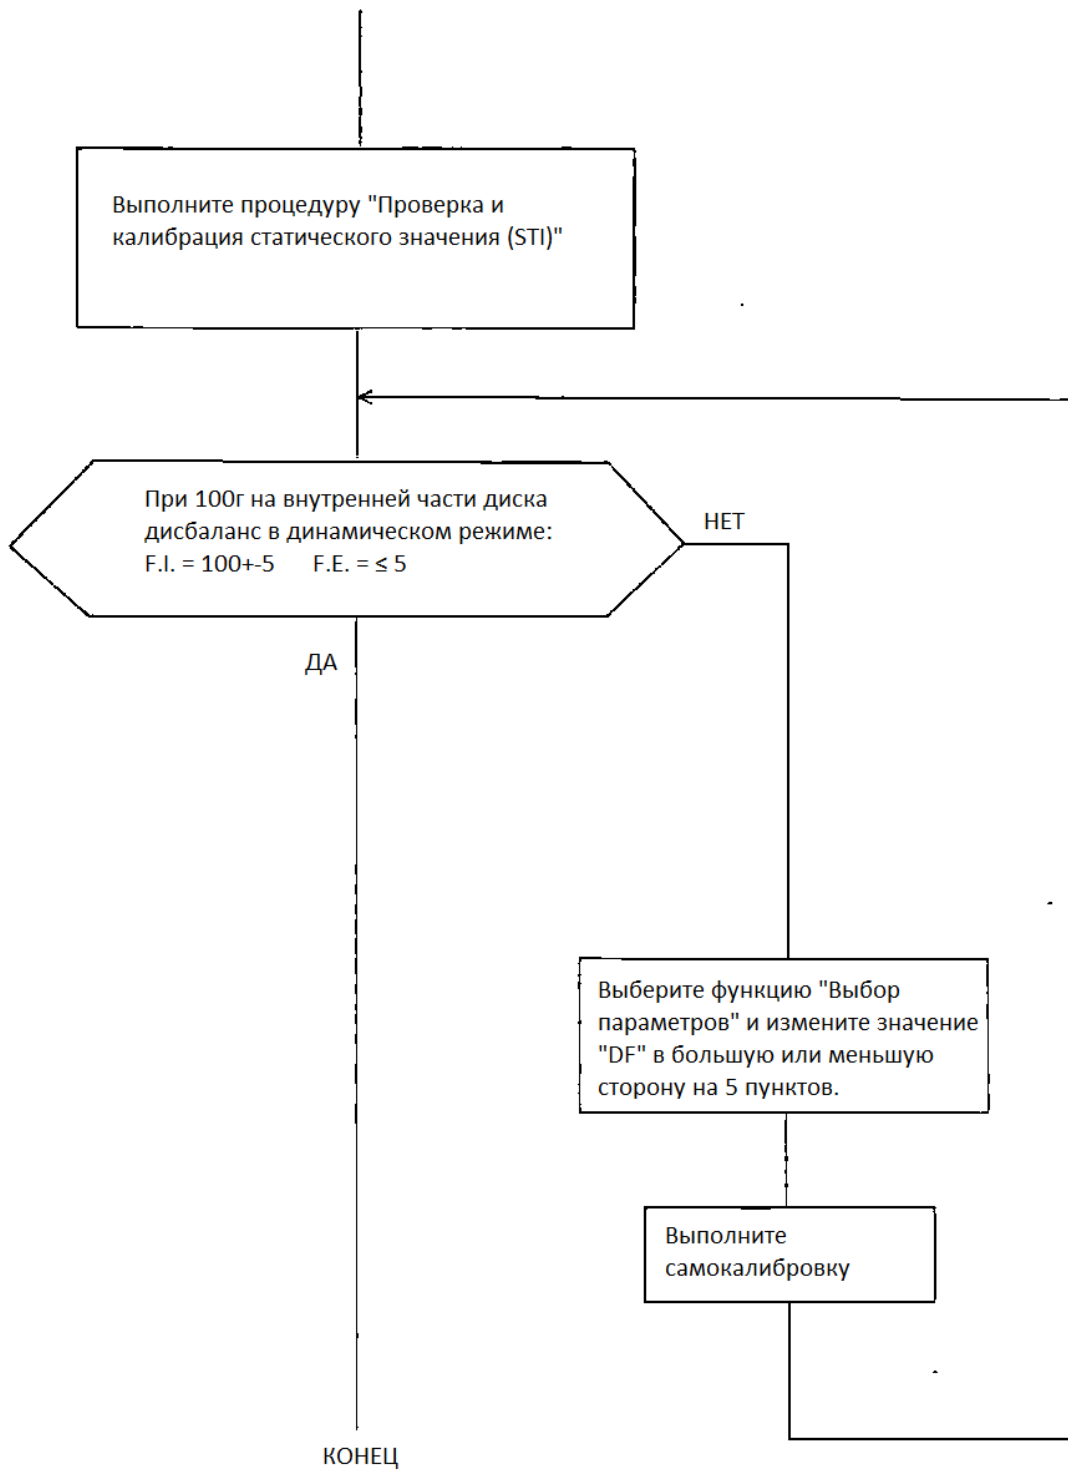 Выполните процедуру "Проверка и
калибрация статического значения (STI)"
При 100г на внутренней части диска
дисбаланс в динамическом режиме:
F.I. = 100+-5 F.E. = ≤ 5
НЕТ
ДА
Выберите функцию "Выбор
параметров" и измените значение
"DF" в большую или меньшую
сторону на 5 пунктов.
Выполните
самокалибровку
КОНЕЦ